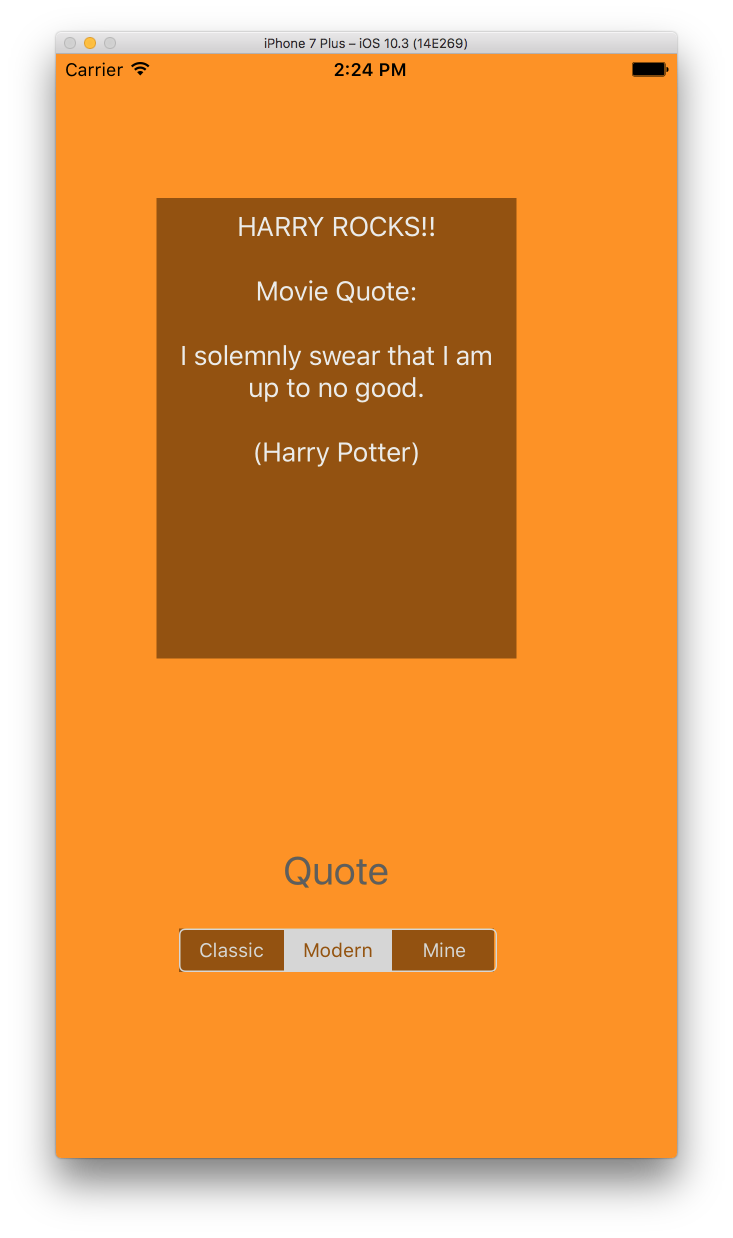 iPhone 7 Plus – iOS 10.3 (14E269)
Carrier 2:24 PM
HARRY ROCKS!!
Movie Quote:
I solemnly swear that I am
up to no good.
(Harry Potter)
Quote
Classic Modern Mine